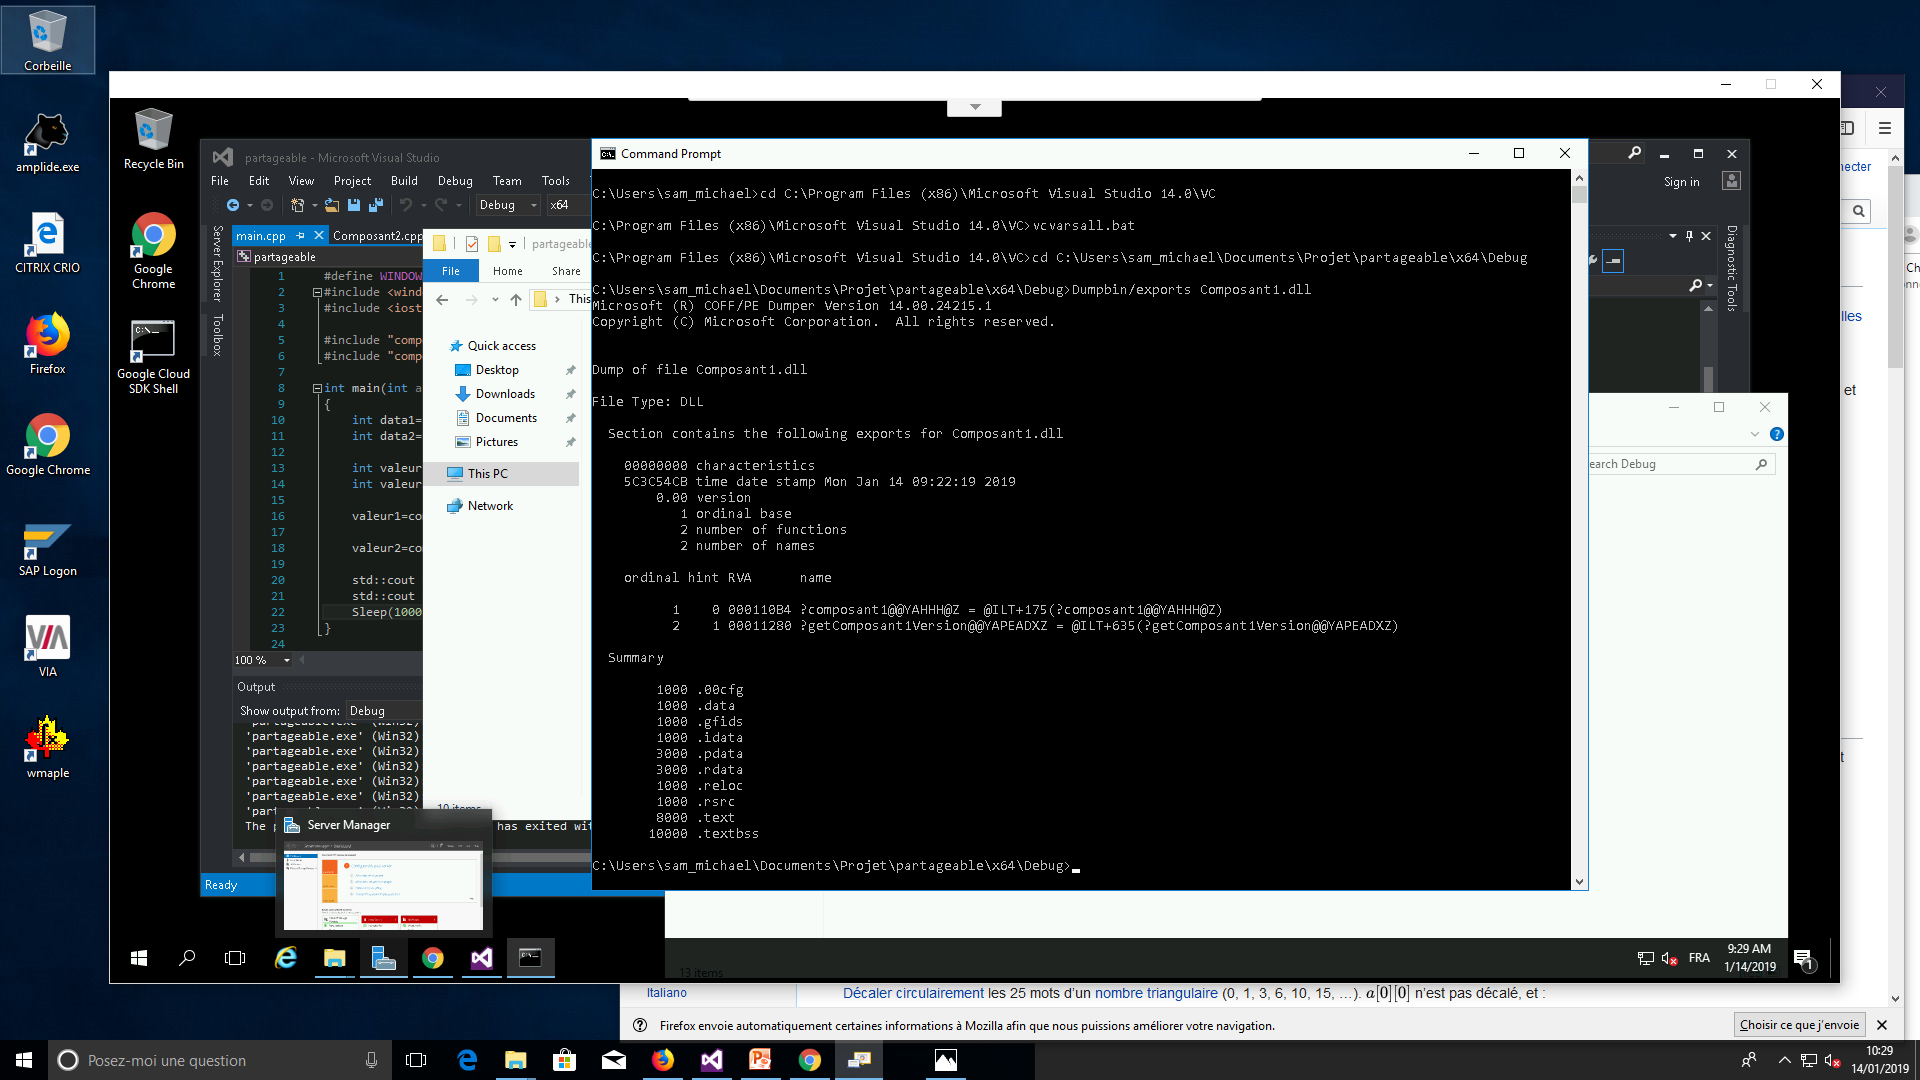 Corbeille
amplide.exe
CITRIX CRIO
Firefox
Google Chrome
SAP Logon
VIA
wmaple
Recycle Bin
Google
Chrome
Google Cloud
SDK Shell
partageable - Microsoft Visual Studio
File Edit View Project Build Debug Team Tools
Debug x64
Sign in
Server Explorer
Toolbox
Diagnostic Tools
main.cpp Composant2.cpp
partageable
1 #define WINDOW
2 #include <wind
3 #include <iost
4
5 #include "comp
6 #include "comp
7
8 int main(int a
9 {
10 int data1=
11 int data2=
12
13 int valeur
14 int valeur
15
16 valeur1=co
17
18 valeur2=co
19
20 std::cout
21 std::cout
22 Sleep(1000
23 }
24
100 %
Output
Show output from: Debug
'partageable.exe' (Win32)
'partageable.exe' (Win32)
'partageable.exe' (Win32)
'partageable.exe' (Win32)
'partageable.exe' (Win32)
'partageable.exe' (Win32)
'part
The p has exited wit
Ready
partageable
File Home Share
This
Quick access
Desktop
Downloads
Documents
Pictures
This PC
Network
10 items
Server Manager
Command Prompt
C:\Users\sam_michael>cd C:\Program Files (x86)\Microsoft Visual Studio 14.0\VC
C:\Program Files (x86)\Microsoft Visual Studio 14.0\VC>vcvarsall.bat
C:\Program Files (x86)\Microsoft Visual Studio 14.0\VC>cd C:\Users\sam_michael\Documents\Projet\partageable\x64\Debug
C:\Users\sam_michael\Documents\Projet\partageable\x64\Debug>Dumpbin/exports Composant1.dll
Microsoft (R) COFF/PE Dumper Version 14.00.24215.1
Copyright (C) Microsoft Corporation.  All rights reserved.
Dump of file Composant1.dll
File Type: DLL
Section contains the following exports for Composant1.dll
00000000 characteristics
5C3C54CB time date stamp Mon Jan 14 09:22:19 2019
0.00 version
1 ordinal base
2 number of functions
2 number of names
ordinal hint RVA      name
1    0 000110B4 ?composant1@@YAHHH@Z = @ILT+175(?composant1@@YAHHH@Z)
2    1 00011280 ?getComposant1Version@@YAPEADXZ = @ILT+635(?getComposant1Version@@YAPEADXZ)
Summary
1000 .00cfg
1000 .data
1000 .gfids
1000 .idata
3000 .pdata
3000 .rdata
1000 .reloc
1000 .rsrc
8000 .text
10000 .textbss
C:\Users\sam_michael\Documents\Projet\partageable\x64\Debug>
earch Debug
13 items
FRA
9:29 AM
1/14/2019
1
necter
Ch
onne
elles
et
t
Italiano
Décaler circulairement les 25 mots d’un nombre triangulaire (0, 1, 3, 6, 10, 15, …). a[0][0] n’est pas décalé, et :
Firefox envoie automatiquement certaines informations à Mozilla afin que nous puissions améliorer votre navigation.
Choisir ce que j’envoie
Posez-moi une question
10:29
14/01/2019